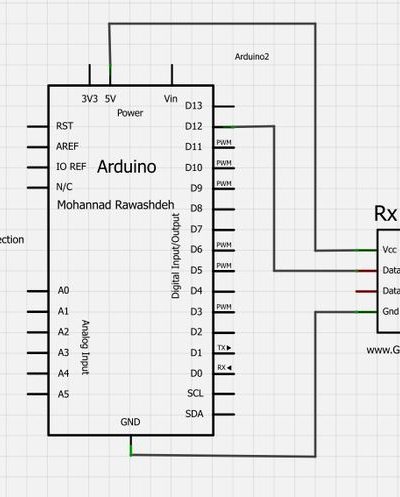 Arduino2
3V3 5V Vin
Power
D13
RST D12
AREF D11 PWM
IO REF Arduino D10 PWM
N/C D9 PWM
Mohannad Rawashdeh D8
Rx
D7
ection
D6 PWM Vcc
Digital Input/Output
D5 PWM Data
A0 D4 Data
A1 D3 PWM Gnd
A2 D2
Analog Input
A3 D1 TX
www.G
A4 D0 RX
A5 SCL
SDA
GND